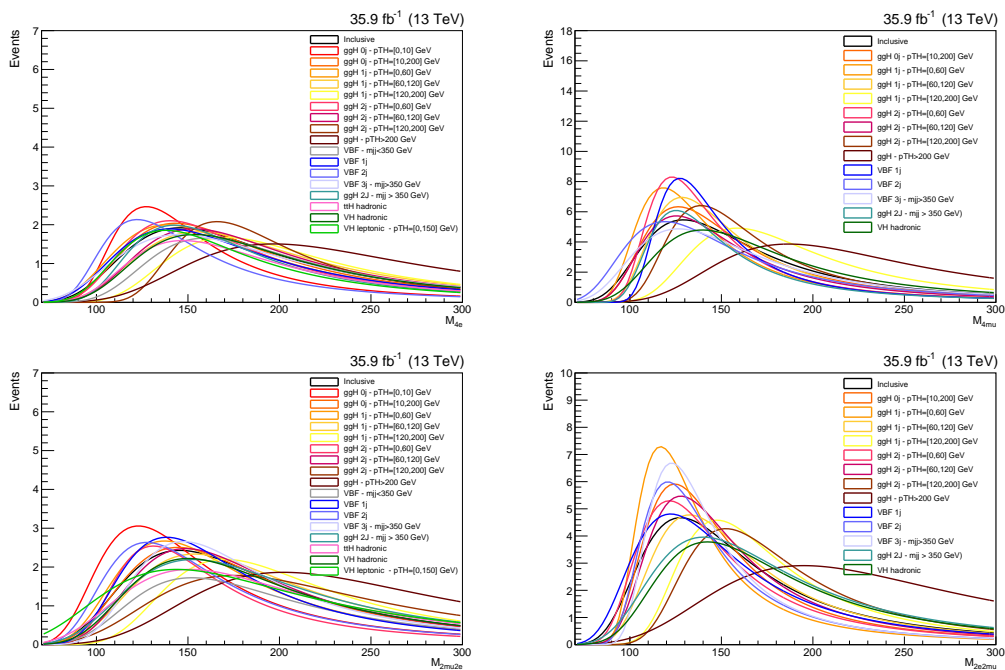 35.9 fb⁻¹ (13 TeV)
Events
7
6
5
4
3
2
1
0
Inclusive
ggH 0j - pTH=[0,10] GeV
ggH 0j - pTH=[10,200] GeV
ggH 1j - pTH=[0,60] GeV
ggH 1j - pTH=[60,120] GeV
ggH 1j - pTH=[120,200] GeV
ggH 2j - pTH=[0,60] GeV
ggH 2j - pTH=[60,120] GeV
ggH 2j - pTH=[120,200] GeV
ggH - pTH>200 GeV
VBF - mjj<350 GeV
VBF 1j
VBF 2j
VBF 3j - mjj>350 GeV
ggH 2J - mjj > 350 GeV)
ttH hadronic
VH hadronic
VH leptonic - pTH=[0,150] GeV)
100 150 200 250 300
M4e
35.9 fb⁻¹ (13 TeV)
Events
18
16
14
12
10
8
6
4
2
0
Inclusive
ggH 0j - pTH=[10,200] GeV
ggH 1j - pTH=[0,60] GeV
ggH 1j - pTH=[60,120] GeV
ggH 1j - pTH=[120,200] GeV
ggH 2j - pTH=[0,60] GeV
ggH 2j - pTH=[60,120] GeV
ggH 2j - pTH=[120,200] GeV
ggH - pTH>200 GeV
VBF 1j
VBF 2j
VBF 3j - mjj>350 GeV
ggH 2J - mjj > 350 GeV)
VH hadronic
100 150 200 250 300
M4mu
35.9 fb⁻¹ (13 TeV)
Events
7
6
5
4
3
2
1
0
Inclusive
ggH 0j - pTH=[0,10] GeV
ggH 0j - pTH=[10,200] GeV
ggH 1j - pTH=[0,60] GeV
ggH 1j - pTH=[60,120] GeV
ggH 1j - pTH=[120,200] GeV
ggH 2j - pTH=[0,60] GeV
ggH 2j - pTH=[60,120] GeV
ggH 2j - pTH=[120,200] GeV
ggH - pTH>200 GeV
VBF - mjj<350 GeV
VBF 1j
VBF 2j
VBF 3j - mjj>350 GeV
ggH 2J - mjj > 350 GeV)
ttH hadronic
VH hadronic
VH leptonic - pTH=[0,150] GeV)
100 150 200 250 300
M2mu2e
35.9 fb⁻¹ (13 TeV)
Events
10
9
8
7
6
5
4
3
2
1
0
Inclusive
ggH 0j - pTH=[10,200] GeV
ggH 1j - pTH=[0,60] GeV
ggH 1j - pTH=[60,120] GeV
ggH 1j - pTH=[120,200] GeV
ggH 2j - pTH=[0,60] GeV
ggH 2j - pTH=[60,120] GeV
ggH 2j - pTH=[120,200] GeV
ggH - pTH>200 GeV
VBF 1j
VBF 2j
VBF 3j - mjj>350 GeV
ggH 2J - mjj > 350 GeV)
VH hadronic
100 150 200 250 300
M2e2mu